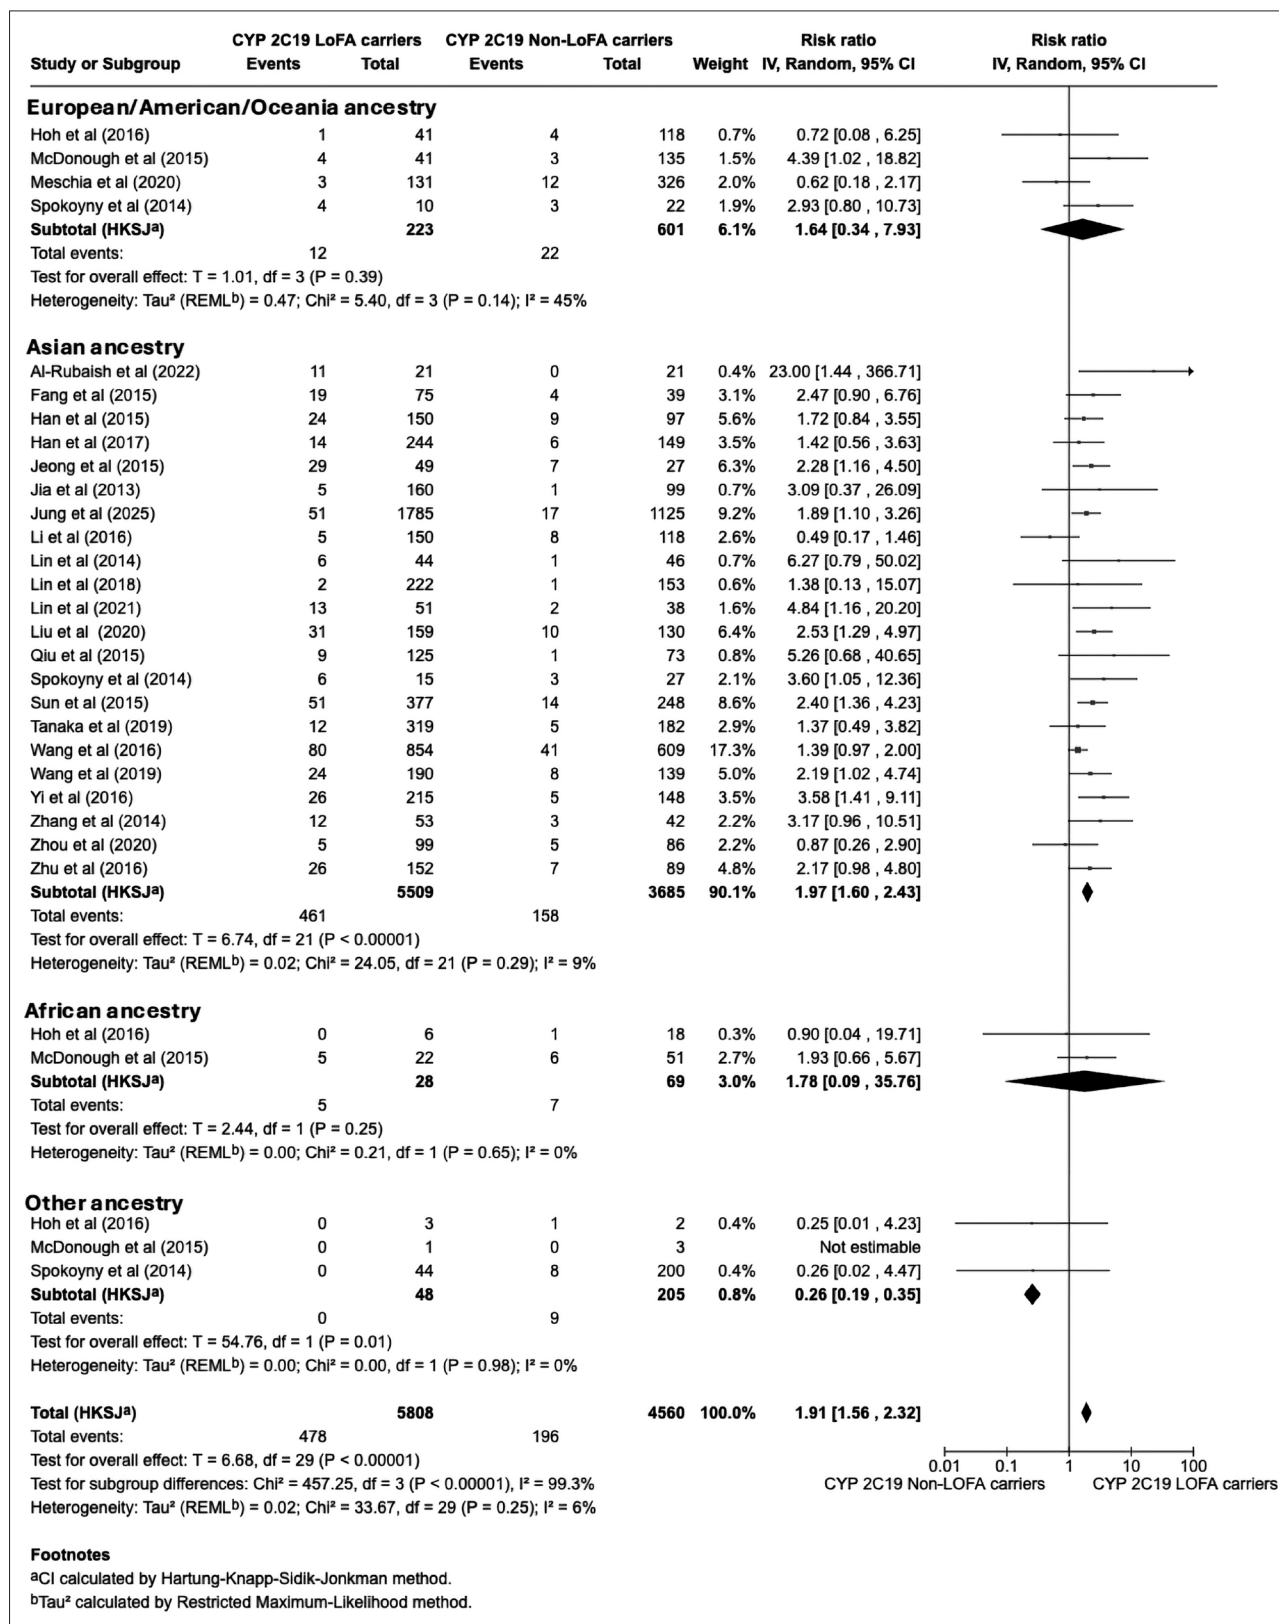 CYP 2C19 LoFA carriers CYP 2C19 Non-LoFA carriers Risk ratio Risk ratio
Study or Subgroup Events Total Events Total Weight IV, Random, 95% CI IV, Random, 95% CI
European/American/Oceania ancestry
Hoh et al (2016) 1 41 4 118 0.7% 0.72 [0.08 , 6.25]
McDonough et al (2015) 4 41 3 135 1.5% 4.39 [1.02 , 18.82]
Meschia et al (2020) 3 131 12 326 2.0% 0.62 [0.18 , 2.17]
Spokoyny et al (2014) 4 10 3 22 1.9% 2.93 [0.80 , 10.73]
Subtotal (HKSJᵃ) 223 601 6.1% 1.64 [0.34 , 7.93]
Total events: 12 22
Test for overall effect: T = 1.01, df = 3 (P = 0.39)
Heterogeneity: Tau² (REMLᵇ) = 0.47; Chi² = 5.40, df = 3 (P = 0.14); I² = 45%
Asian ancestry
Al-Rubaish et al (2022) 11 21 0 21 0.4% 23.00 [1.44 , 366.71]
Fang et al (2015) 19 75 4 39 3.1% 2.47 [0.90 , 6.76]
Han et al (2015) 24 150 9 97 5.6% 1.72 [0.84 , 3.55]
Han et al (2017) 14 244 6 149 3.5% 1.42 [0.56 , 3.63]
Jeong et al (2015) 29 49 7 27 6.3% 2.28 [1.16 , 4.50]
Jia et al (2013) 5 160 1 99 0.7% 3.09 [0.37 , 26.09]
Jung et al (2025) 51 1785 17 1125 9.2% 1.89 [1.10 , 3.26]
Li et al (2016) 5 150 8 118 2.6% 0.49 [0.17 , 1.46]
Lin et al (2014) 6 44 1 46 0.7% 6.27 [0.79 , 50.02]
Lin et al (2018) 2 222 1 153 0.6% 1.38 [0.13 , 15.07]
Lin et al (2021) 13 51 2 38 1.6% 4.84 [1.16 , 20.20]
Liu et al (2020) 31 159 10 130 6.4% 2.53 [1.29 , 4.97]
Qiu et al (2015) 9 125 1 73 0.8% 5.26 [0.68 , 40.65]
Spokoyny et al (2014) 6 15 3 27 2.1% 3.60 [1.05 , 12.36]
Sun et al (2015) 51 377 14 248 8.6% 2.40 [1.36 , 4.23]
Tanaka et al (2019) 12 319 5 182 2.9% 1.37 [0.49 , 3.82]
Wang et al (2016) 80 854 41 609 17.3% 1.39 [0.97 , 2.00]
Wang et al (2019) 24 190 8 139 5.0% 2.19 [1.02 , 4.74]
Yi et al (2016) 26 215 5 148 3.5% 3.58 [1.41 , 9.11]
Zhang et al (2014) 12 53 3 42 2.2% 3.17 [0.96 , 10.51]
Zhou et al (2020) 5 99 5 86 2.2% 0.87 [0.26 , 2.90]
Zhu et al (2016) 26 152 7 89 4.8% 2.17 [0.98 , 4.80]
Subtotal (HKSJᵃ) 5509 3685 90.1% 1.97 [1.60 , 2.43]
Total events: 461 158
Test for overall effect: T = 6.74, df = 21 (P < 0.00001)
Heterogeneity: Tau² (REMLᵇ) = 0.02; Chi² = 24.05, df = 21 (P = 0.29); I² = 9%
African ancestry
Hoh et al (2016) 0 6 1 18 0.3% 0.90 [0.04 , 19.71]
McDonough et al (2015) 5 22 6 51 2.7% 1.93 [0.66 , 5.67]
Subtotal (HKSJᵃ) 28 69 3.0% 1.78 [0.09 , 35.76]
Total events: 5 7
Test for overall effect: T = 2.44, df = 1 (P = 0.25)
Heterogeneity: Tau² (REMLᵇ) = 0.00; Chi² = 0.21, df = 1 (P = 0.65); I² = 0%
Other ancestry
Hoh et al (2016) 0 3 1 2 0.4% 0.25 [0.01 , 4.23]
McDonough et al (2015) 0 1 0 3 Not estimable
Spokoyny et al (2014) 0 44 8 200 0.4% 0.26 [0.02 , 4.47]
Subtotal (HKSJᵃ) 48 205 0.8% 0.26 [0.19 , 0.35]
Total events: 0 9
Test for overall effect: T = 54.76, df = 1 (P = 0.01)
Heterogeneity: Tau² (REMLᵇ) = 0.00; Chi² = 0.00, df = 1 (P = 0.98); I² = 0%
Total (HKSJᵃ) 5808 4560 100.0% 1.91 [1.56 , 2.32]
Total events: 478 196
Test for overall effect: T = 6.68, df = 29 (P < 0.00001)
Test for subgroup differences: Chi² = 457.25, df = 3 (P < 0.00001), I² = 99.3%
Heterogeneity: Tau² (REMLᵇ) = 0.02; Chi² = 33.67, df = 29 (P = 0.25); I² = 6%
0.01 0.1 1 10 100
CYP 2C19 Non-LOFA carriers CYP 2C19 LOFA carriers
Footnotes
ᵃCI calculated by Hartung-Knapp-Sidik-Jonkman method.
ᵇTau² calculated by Restricted Maximum-Likelihood method.